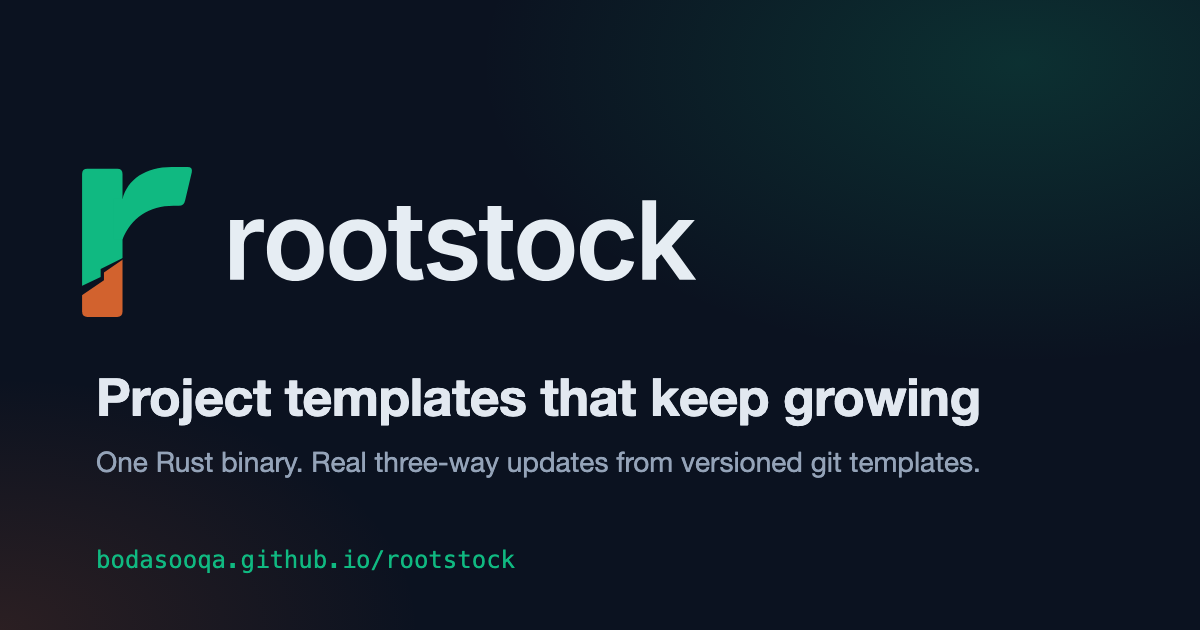 rootstock
Project templates that keep growing
One Rust binary. Real three-way updates from versioned git templates.
bodasooqa.github.io/rootstock